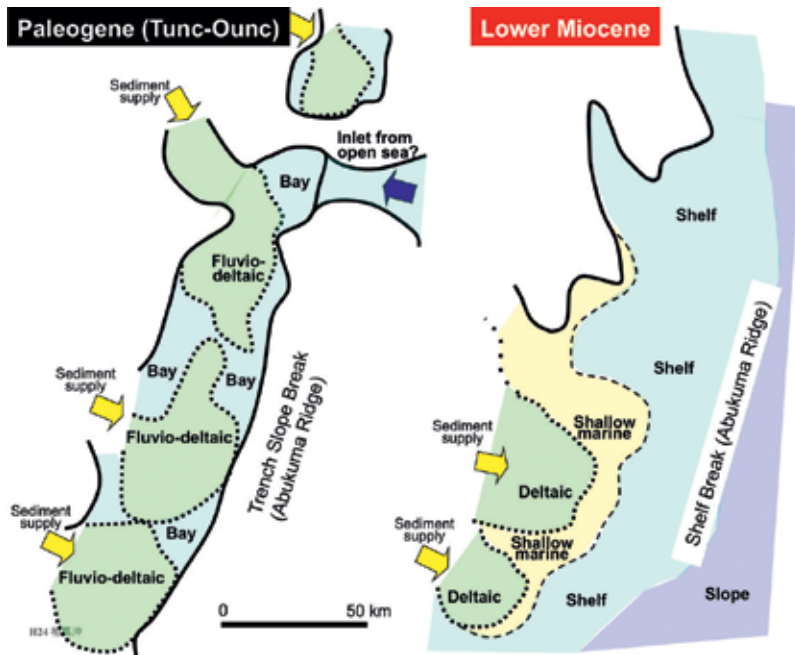 Paleogene (Tunc-Ounc)
Sediment
supply
Inlet from
open sea?
Bay
Fluvio-
deltaic
Bay
Bay
Sediment
supply
Fluvio-deltaic
Trench Slope Break
(Abukuma Ridge)
Sediment
supply
Bay
Fluvio-deltaic
H24
0
50 km
Lower Miocene
Shelf
Shelf
Shelf Break (Abukuma Ridge)
Sediment
supply
Shallow
marine
Deltaic
Sediment
supply
Shallow
marine
Deltaic
Shelf
Slope